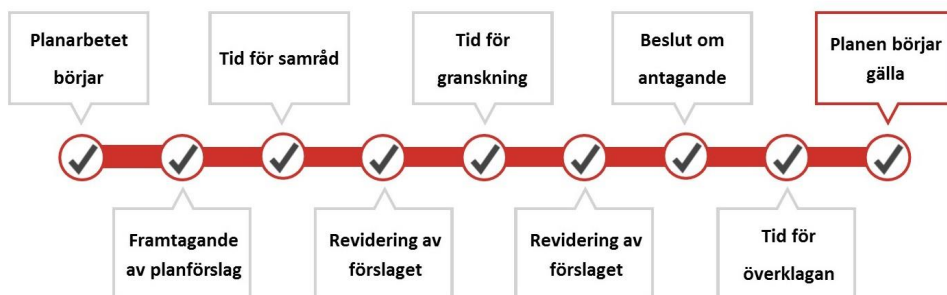 Planarbetet
börjar
Framtagande
av planförslag
Tid för samråd
Revidering av
förslaget
Tid för
granskning
Revidering av
förslaget
Beslut om
antagande
Tid för
överklagan
Planen börjar
gälla